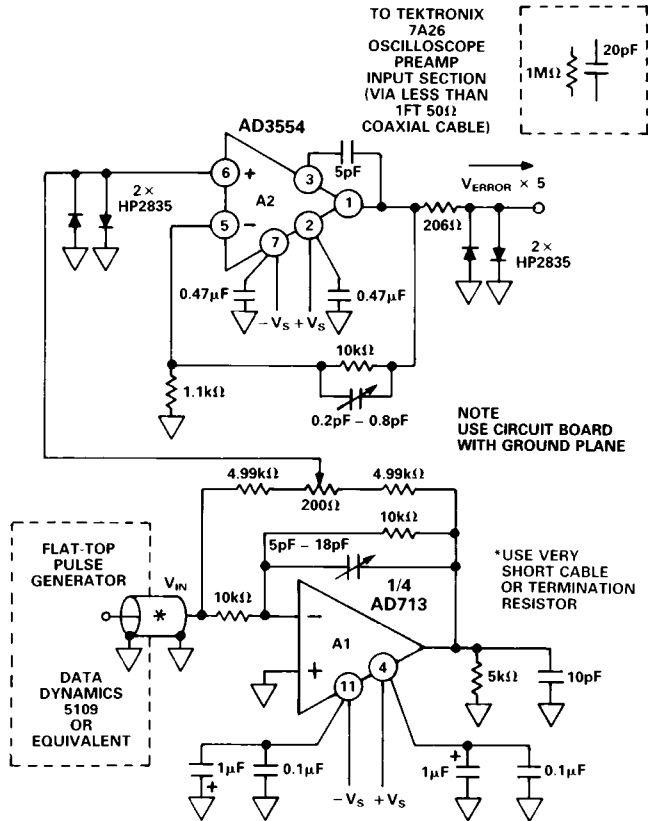 TO TEKTRONIX
7A26
OSCILLOSCOPE
PREAMP
INPUT SECTION
(VIA LESS THAN
1FT 50Ω
COAXIAL CABLE)
1MΩ
20pF
AD3554
6
+
A2
3
5pF
1
5
−
2
7
2 ×
HP2835
VERROR × 5
206Ω
2 ×
HP2835
0.47μF
0.47μF
−VS +VS
10kΩ
1.1kΩ
0.2pF – 0.8pF
NOTE
USE CIRCUIT BOARD
WITH GROUND PLANE
4.99kΩ
4.99kΩ
200Ω
10kΩ
5pF – 18pF
FLAT-TOP
PULSE
GENERATOR
VIN
*
10kΩ
1/4
AD713
−
A1
+
4
11
*USE VERY
SHORT CABLE
OR TERMINATION
RESISTOR
5kΩ
10pF
DATA
DYNAMICS
5109
OR
EQUIVALENT
1μF
+
0.1μF
−VS +VS
1μF
+
0.1μF